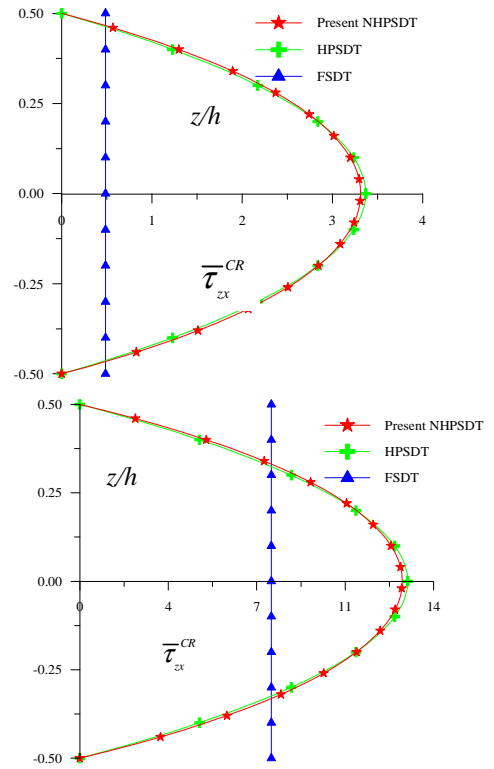 0.50
Present NHPSDT
HPSDT
FSDT
0.25
z/h
0.00
0 1 2 3 4
-0.25
τ̅zx^CR
-0.50
0.50
Present NHPSDT
HPSDT
FSDT
z/h
0.25
0.00
0 4 7 11 14
τ̅zx^CR
-0.25
-0.50